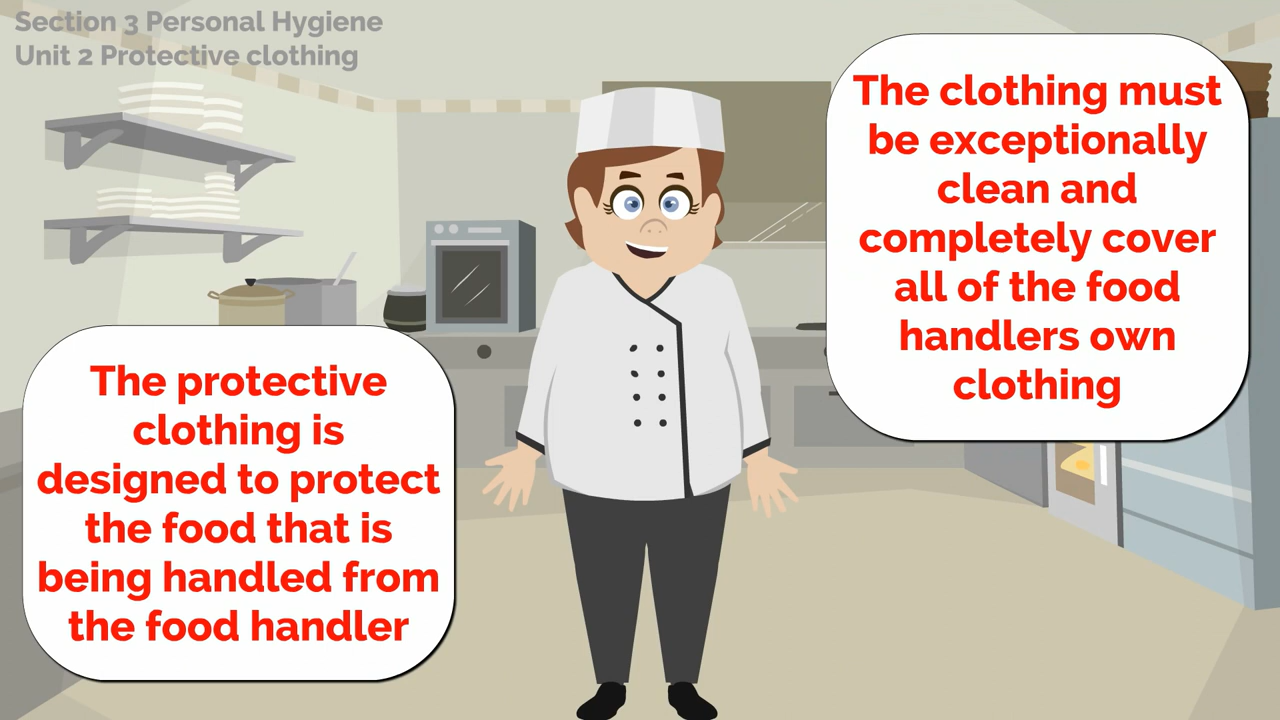 Section 3 Personal Hygiene
Unit 2 Protective clothing
The clothing must
be exceptionally
clean and
completely cover
all of the food
handlers own
clothing
The protective
clothing is
designed to protect
the food that is
being handled from
the food handler